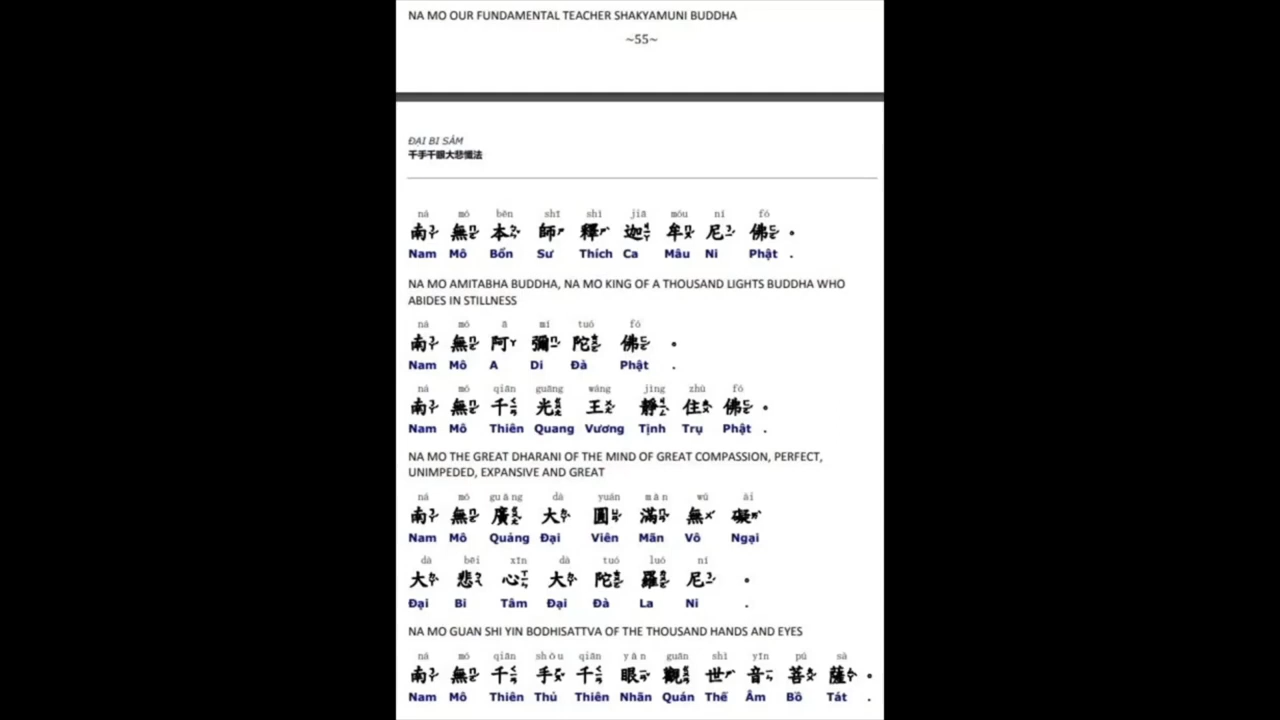 NA MO OUR FUNDAMENTAL TEACHER SHAKYAMUNI BUDDHA
~55~
ĐẠI BI SÁM
千手千眼大悲懺法
ná mó běn shī shì jiā móu ní fó
南無本師釋迦牟尼佛。
Nam Mô Bổn Sư Thích Ca Mâu Ni Phật .
NA MO AMITABHA BUDDHA, NA MO KING OF A THOUSAND LIGHTS BUDDHA WHO
ABIDES IN STILLNESS
ná mó ā mí tuó fó
南無阿彌陀佛。
Nam Mô A Di Đà Phật .
ná mó qiān guāng wáng jìng zhù fó
南無千光王靜住佛。
Nam Mô Thiên Quang Vương Tịnh Trụ Phật .
NA MO THE GREAT DHARANI OF THE MIND OF GREAT COMPASSION, PERFECT,
UNIMPEDED, EXPANSIVE AND GREAT
ná mó guǎng dà yuán mǎn wú ài
南無廣大圓滿無礙
Nam Mô Quảng Đại Viên Mãn Vô Ngại
dà bēi xīn dà tuó luó ní
大悲心大陀羅尼。
Đại Bi Tâm Đại Đà La Ni .
NA MO GUAN SHI YIN BODHISATTVA OF THE THOUSAND HANDS AND EYES
ná mó qiān shǒu qiān yǎn guān shì yīn pú sà
南無千手千眼觀世音菩薩。
Nam Mô Thiên Thủ Thiên Nhãn Quán Thế Âm Bồ Tát .